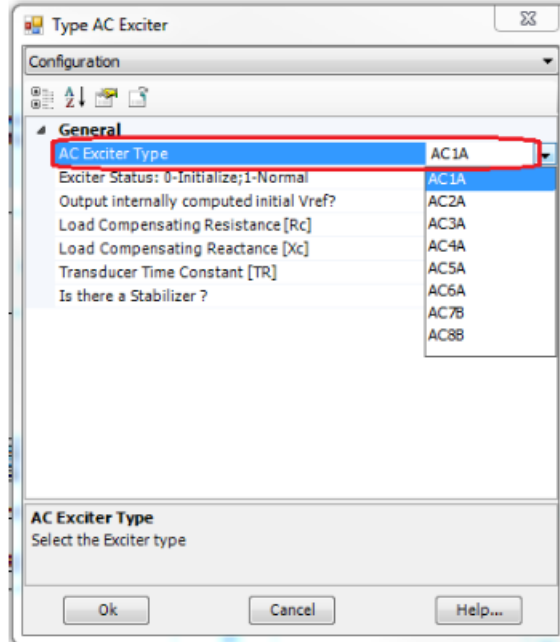 Type AC Exciter
Configuration
General
AC Exciter Type AC1A
Exciter Status: 0-Initialize;1-Normal AC1A
Output internally computed initial Vref? AC2A
Load Compensating Resistance [Rc] AC3A
Load Compensating Reactance [Xc] AC4A
Transducer Time Constant [TR] AC5A
Is there a Stabilizer ? AC6A
AC7B
AC8B
AC Exciter Type
Select the Exciter type
Ok Cancel Help...